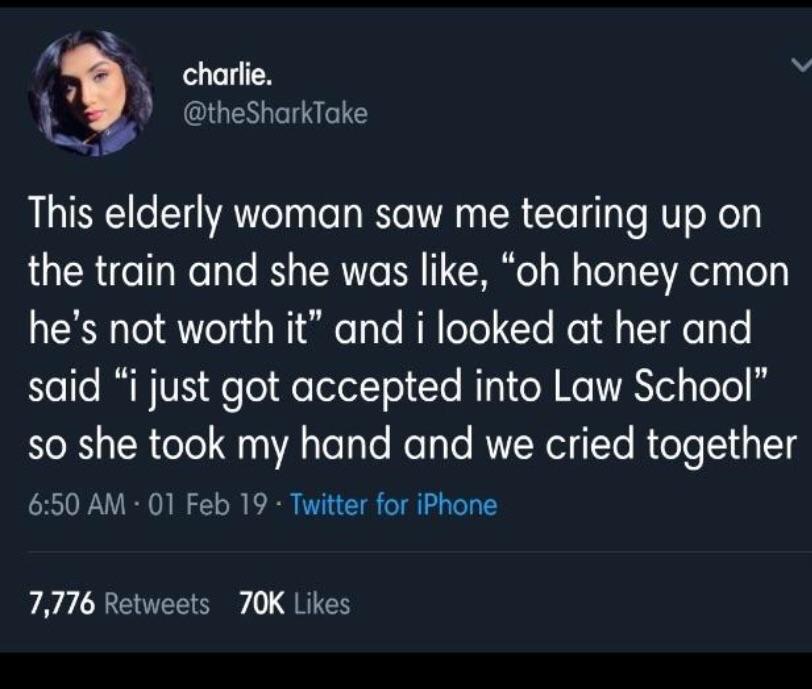 charlie.
@theSharkTake
This elderly woman saw me tearing up on
the train and she was like, “oh honey cmon
he’s not worth it” and i looked at her and
said “i just got accepted into Law School”
so she took my hand and we cried together
6:50 AM · 01 Feb 19 · Twitter for iPhone
7,776 Retweets 70K Likes